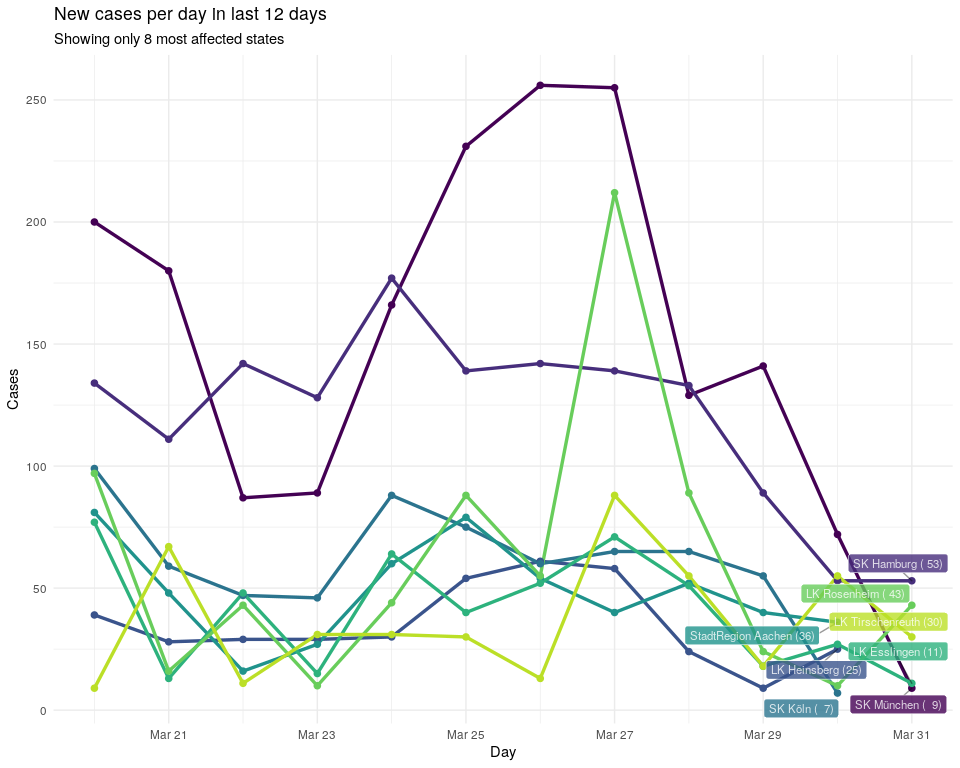 New cases per day in last 12 days
Showing only 8 most affected states
250
200
150
100
50
0
Cases
SK Hamburg ( 53)
LK Rosenheim ( 43)
LK Tirschenreuth (30)
StadtRegion Aachen (36)
LK Esslingen (11)
LK Heinsberg (25)
SK Köln (  7)
SK München (  9)
Mar 21
Mar 23
Mar 25
Mar 27
Mar 29
Mar 31
Day